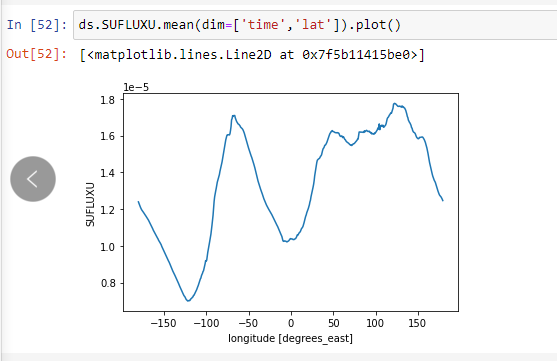 In [52]: ds.SUFLUXU.mean(dim=['time','lat']).plot()
Out[52]: [<matplotlib.lines.Line2D at 0x7f5b11415be0>]
1e−5
1.8
1.6
1.4
1.2
1.0
0.8
SUFLUXU
−150 −100 −50 0 50 100 150
longitude [degrees_east]